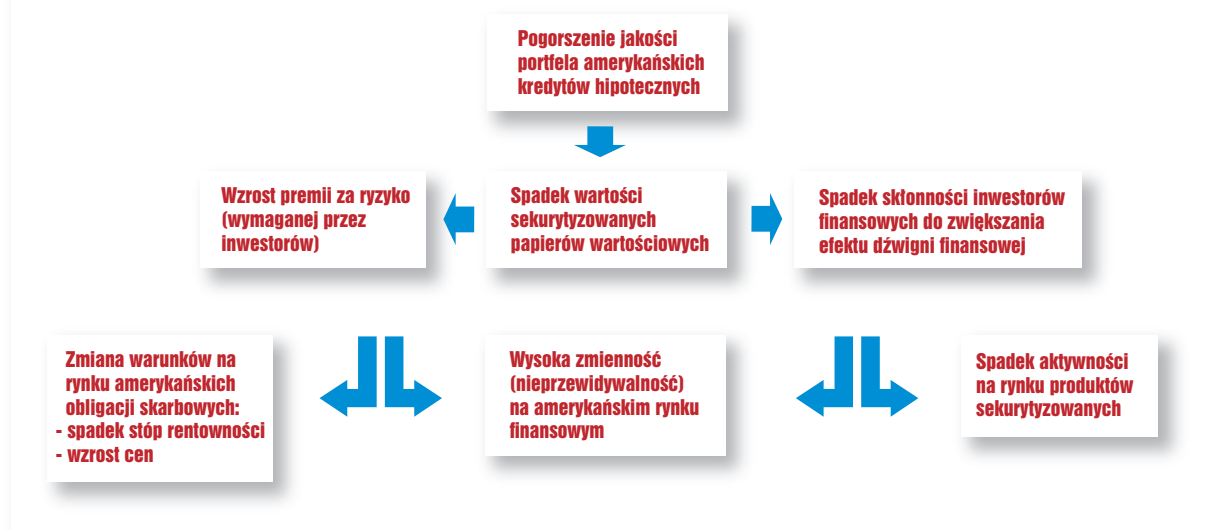 Pogorszenie jakości
portfela amerykańskich
kredytów hipotecznych
Wzrost premii za ryzyko
(wymaganej przez
inwestorów)
Spadek wartości
sekurytyzowanych
papierów wartościowych
Spadek skłonności inwestorów
finansowych do zwiększania
efektu dźwigni finansowej
Zmiana warunków na
rynku amerykańskich
obligacji skarbowych:
- spadek stóp rentowności
- wzrost cen
Wysoka zmienność
(nieprzewidywalność)
na amerykańskim rynku
finansowym
Spadek aktywności
na rynku produktów
sekurytyzowanych